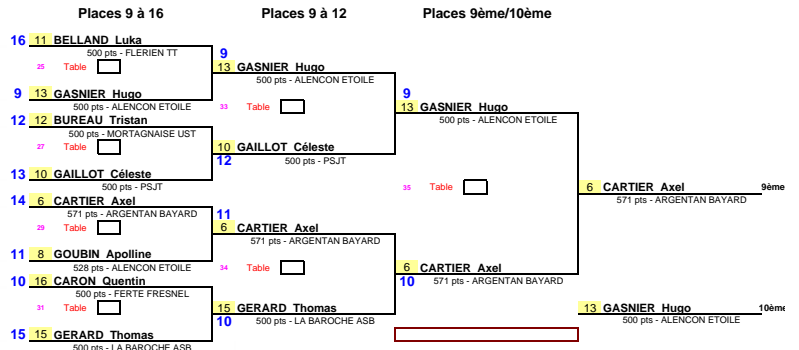 Places 9 à 16
Places 9 à 12
Places 9ème/10ème
16 11 BELLAND Luka
500 pts - FLERIEN TT
25 Table
9 13 GASNIER Hugo
500 pts - ALENCON ETOILE
12 12 BUREAU Tristan
500 pts - MORTAGNAISE UST
27 Table
13 10 GAILLOT Céleste
500 pts - PSJT
14 6 CARTIER Axel
571 pts - ARGENTAN BAYARD
29 Table
11 8 GOUBIN Apolline
528 pts - ALENCON ETOILE
10 16 CARON Quentin
500 pts - FERTE FRESNEL
31 Table
15 15 GERARD Thomas
500 pts - LA BAROCHE ASB
9
13 GASNIER Hugo
500 pts - ALENCON ETOILE
33 Table
10 GAILLOT Céleste
12 500 pts - PSJT
11
6 CARTIER Axel
571 pts - ARGENTAN BAYARD
34 Table
15 GERARD Thomas
10 500 pts - LA BAROCHE ASB
9
13 GASNIER Hugo
500 pts - ALENCON ETOILE
35 Table
6 CARTIER Axel
10 571 pts - ARGENTAN BAYARD
6 CARTIER Axel 9ème
571 pts - ARGENTAN BAYARD
13 GASNIER Hugo 10ème
500 pts - ALENCON ETOILE